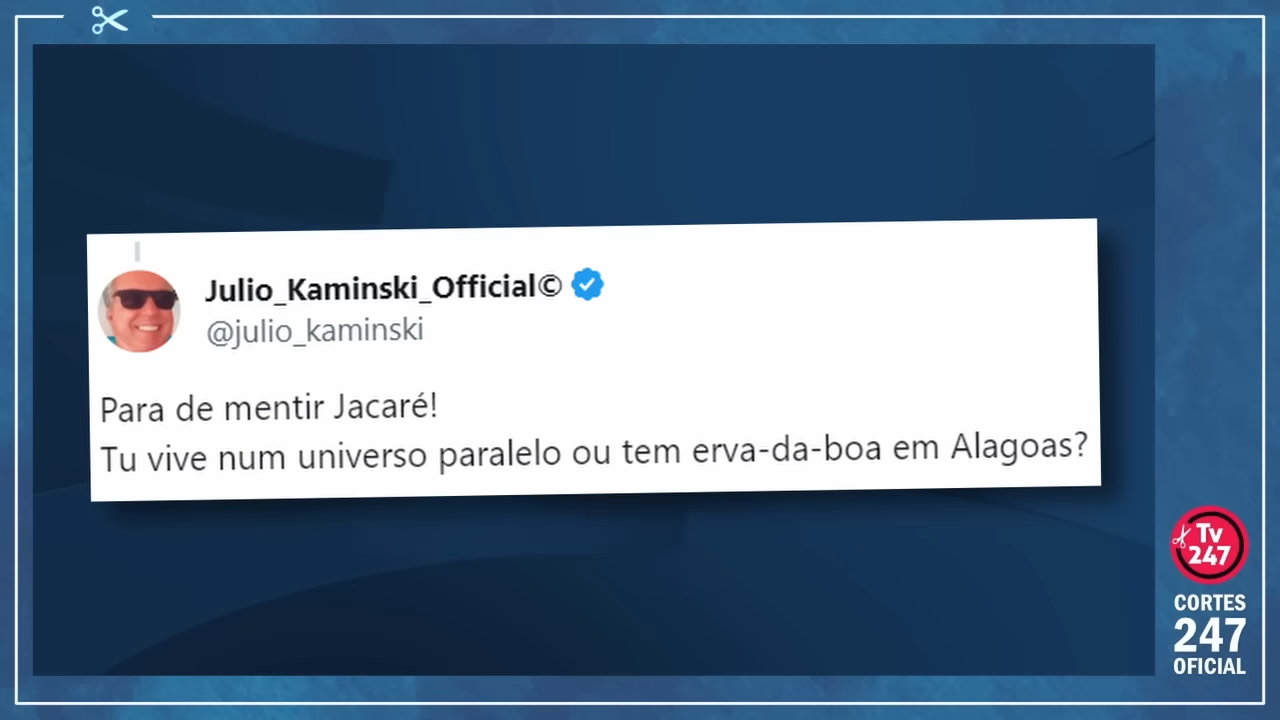 Julio_Kaminski_Official©
@julio_kaminski
Para de mentir Jacaré!
Tu vive num universo paralelo ou tem erva-da-boa em Alagoas?
Tv
247
CORTES
247
OFICIAL